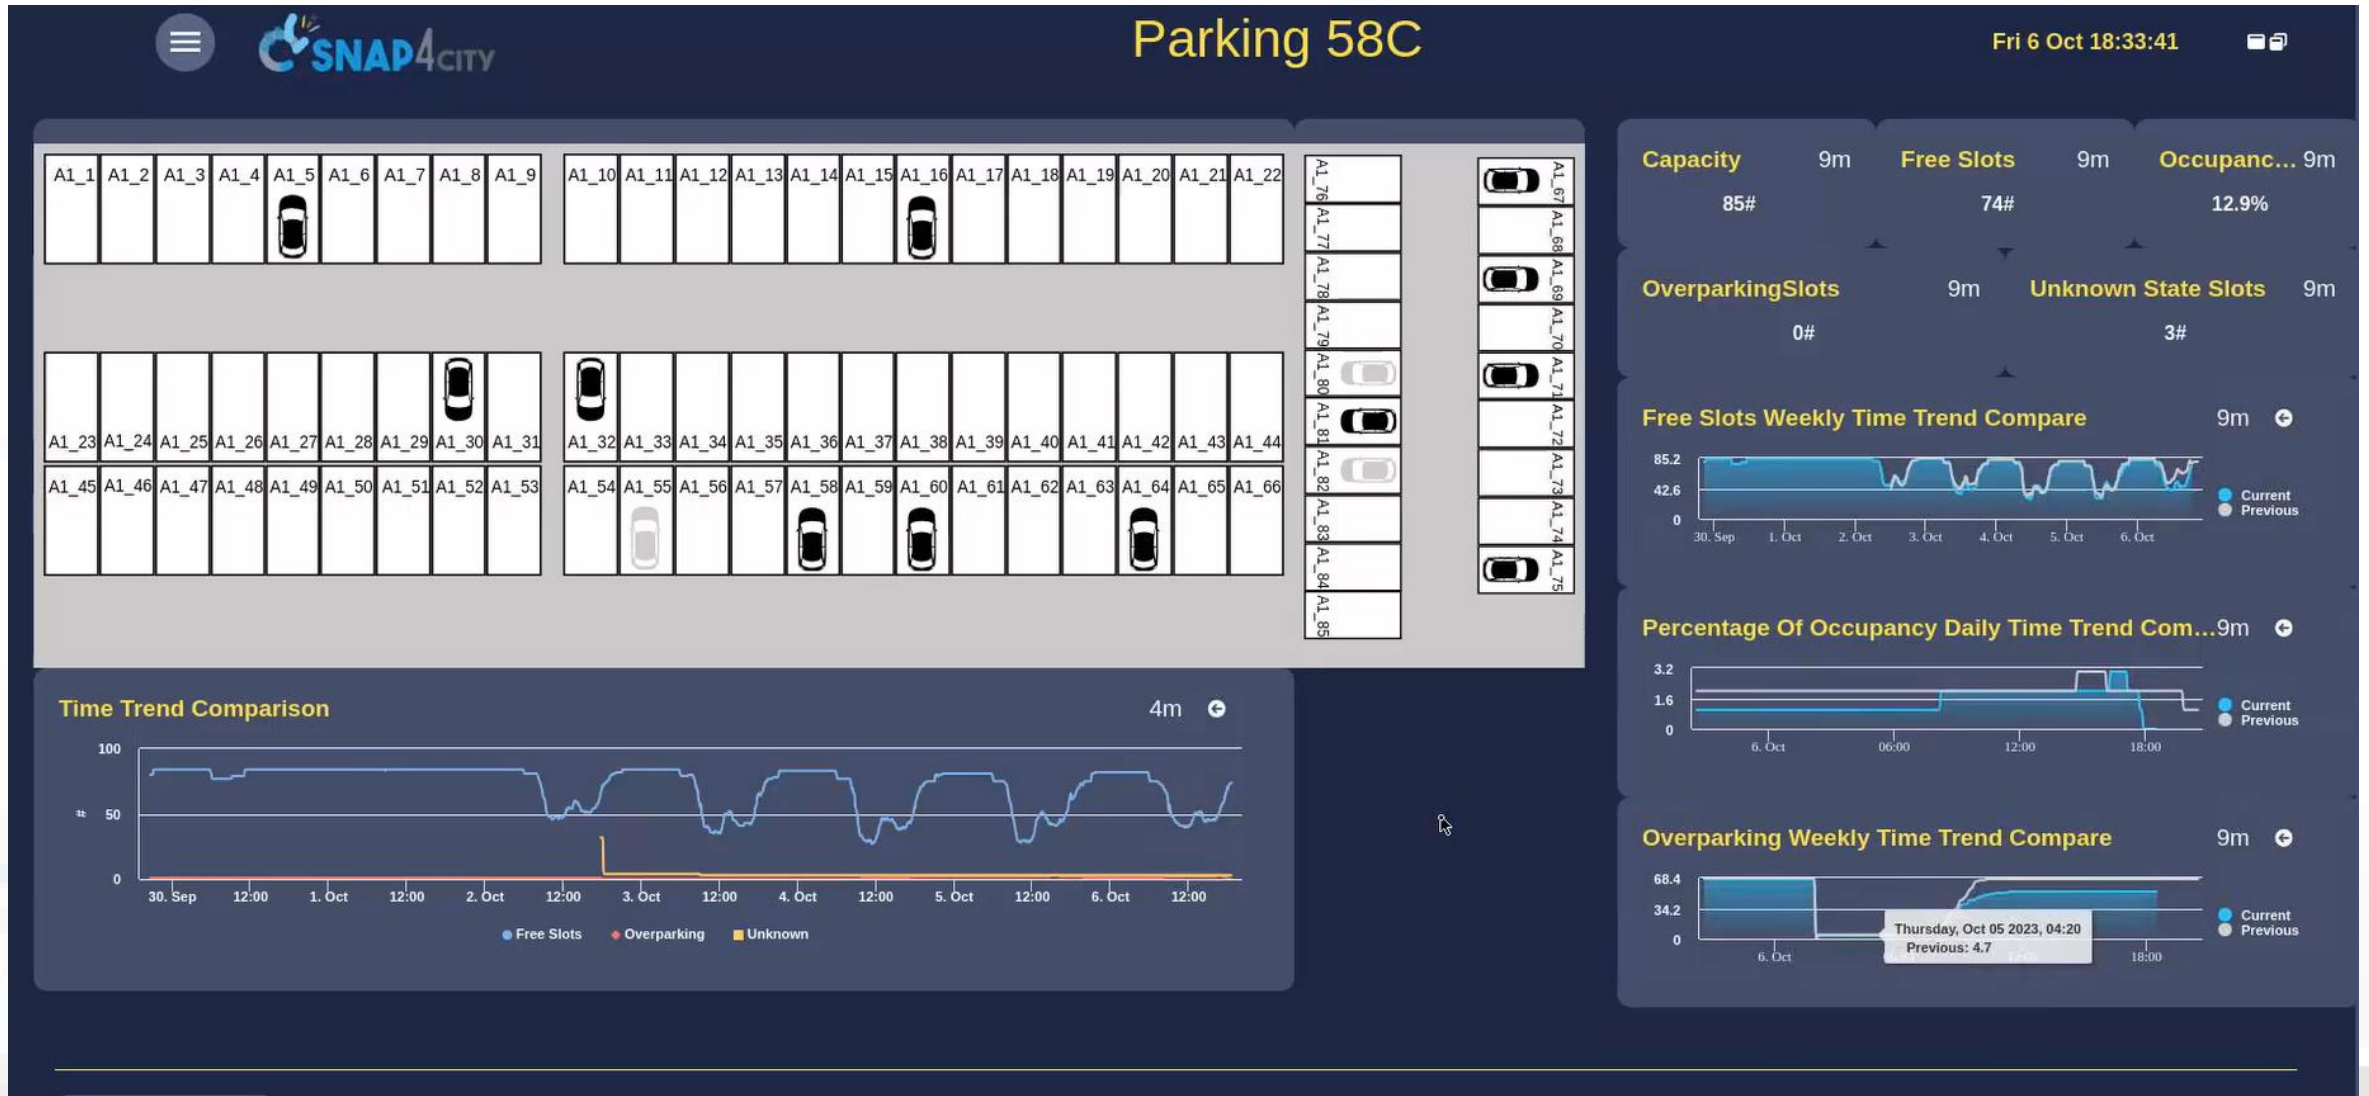 SNAP4CITY
Parking 58C
Fri 6 Oct 18:33:41
A1_1 A1_2 A1_3 A1_4 A1_5 A1_6 A1_7 A1_8 A1_9 A1_10 A1_11 A1_12 A1_13 A1_14 A1_15 A1_16 A1_17 A1_18 A1_19 A1_20 A1_21 A1_22
A1_23 A1_24 A1_25 A1_26 A1_27 A1_28 A1_29 A1_30 A1_31 A1_32 A1_33 A1_34 A1_35 A1_36 A1_37 A1_38 A1_39 A1_40 A1_41 A1_42 A1_43 A1_44
A1_45 A1_46 A1_47 A1_48 A1_49 A1_50 A1_51 A1_52 A1_53 A1_54 A1_55 A1_56 A1_57 A1_58 A1_59 A1_60 A1_61 A1_62 A1_63 A1_64 A1_65 A1_66
A1_76
A1_77
A1_78
A1_79
A1_80
A1_81
A1_82
A1_83
A1_84
A1_85
A1_67
A1_68
A1_69
A1_70
A1_71
A1_72
A1_73
A1_74
A1_75
Capacity 9m
85#
Free Slots 9m
74#
Occupanc... 9m
12.9%
OverparkingSlots 9m
0#
Unknown State Slots 9m
3#
Free Slots Weekly Time Trend Compare 9m
85.2
42.6
0
30. Sep 1. Oct 2. Oct 3. Oct 4. Oct 5. Oct 6. Oct
Current
Previous
Percentage Of Occupancy Daily Time Trend Com...9m
3.2
1.6
0
6. Oct 06:00 12:00 18:00
Current
Previous
Overparking Weekly Time Trend Compare 9m
68.4
34.2
0
6. Oct 18:00
Thursday, Oct 05 2023, 04:20
Previous: 4.7
Current
Previous
Time Trend Comparison 4m
100
50
0
#
30. Sep 12:00 1. Oct 12:00 2. Oct 12:00 3. Oct 12:00 4. Oct 12:00 5. Oct 12:00 6. Oct 12:00
Free Slots Overparking Unknown